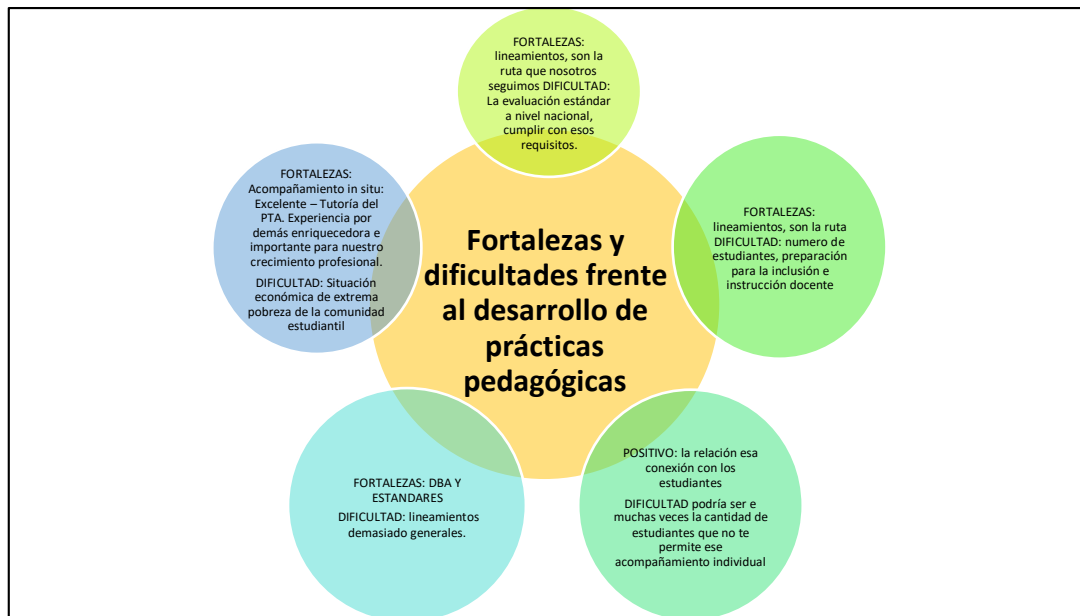 FORTALEZAS:
lineamientos, son la
ruta que nosotros
seguimos DIFICULTAD:
La evaluación estándar
a nivel nacional,
cumplir con esos
requisitos.
FORTALEZAS:
lineamientos, son la ruta
DIFICULTAD: numero de
estudiantes, preparación
para la inclusión e
instrucción docente
POSITIVO: la relación esa
conexión con los
estudiantes
DIFICULTAD podría ser e
muchas veces la cantidad de
estudiantes que no te
permite ese
acompañamiento individual
FORTALEZAS: DBA Y
ESTANDARES
DIFICULTAD: lineamientos
demasiado generales.
FORTALEZAS:
Acompañamiento in situ:
Excelente – Tutoría del
PTA. Experiencia por
demás enriquecedora e
importante para nuestro
crecimiento profesional.
DIFICULTAD: Situación
económica de extrema
pobreza de la comunidad
estudiantil
Fortalezas y
dificultades frente
al desarrollo de
prácticas
pedagógicas